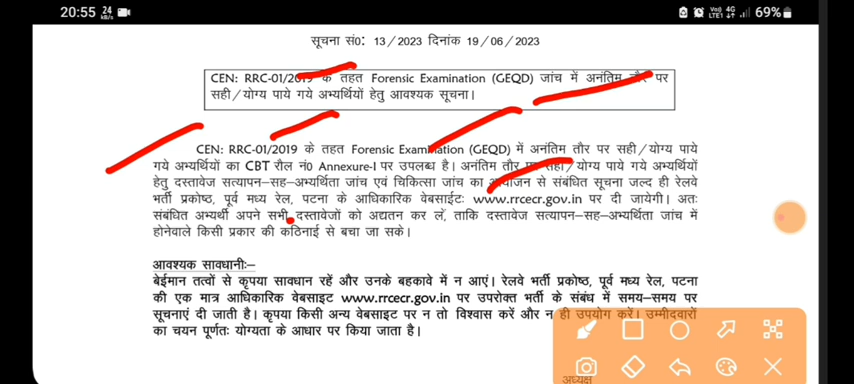 20:55 24 kB/s Vo)) LTE1 4G 69%
सूचना सं0: 13/2023 दिनांक 19/06/2023
CEN: RRC-01/2019 के तहत Forensic Examination (GEQD) जांच में अनंतिम तौर पर
सही/योग्य पाये गये अभ्यर्थियों हेतु आवश्यक सूचना।
CEN: RRC-01/2019 के तहत Forensic Examination (GEQD) में अनंतिम तौर पर सही/योग्य पाये
गये अभ्यर्थियों का CBT रौल नं0 Annexure-I पर उपलब्ध है। अनंतिम तौर पर सही/योग्य पाये गये अभ्यर्थियों
हेतु दस्तावेज सत्यापन-सह-अभ्यर्थिता जांच एवं चिकित्सा जांच का आयोजन से संबंधित सूचना जल्द ही रेलवे
भर्ती प्रकोष्ठ, पूर्व मध्य रेल, पटना के आधिकारिक वेबसाईटः www.rrcecr.gov.in पर दी जायेगी। अतः
संबंधित अभ्यर्थी अपने सभी दस्तावेजों को अद्यतन कर लें, ताकि दस्तावेज सत्यापन-सह-अभ्यर्थिता जांच में
होनेवाले किसी प्रकार की कठिनाई से बचा जा सके।
आवश्यक सावधानीः-
बेईमान तत्वों से कृपया सावधान रहें और उनके बहकावे में न आएं। रेलवे भर्ती प्रकोष्ठ, पूर्व मध्य रेल, पटना
की एक मात्र आधिकारिक वेबसाइट www.rrcecr.gov.in पर उपरोक्त भर्ती के संबंध में समय-समय पर
सूचनाएं दी जाती है। कृपया किसी अन्य वेबसाइट पर न तो विश्वास करें और न ही उपयोग करें। उम्मीदवारों
का चयन पूर्णतः योग्यता के आधार पर किया जाता है।
अध्यक्ष